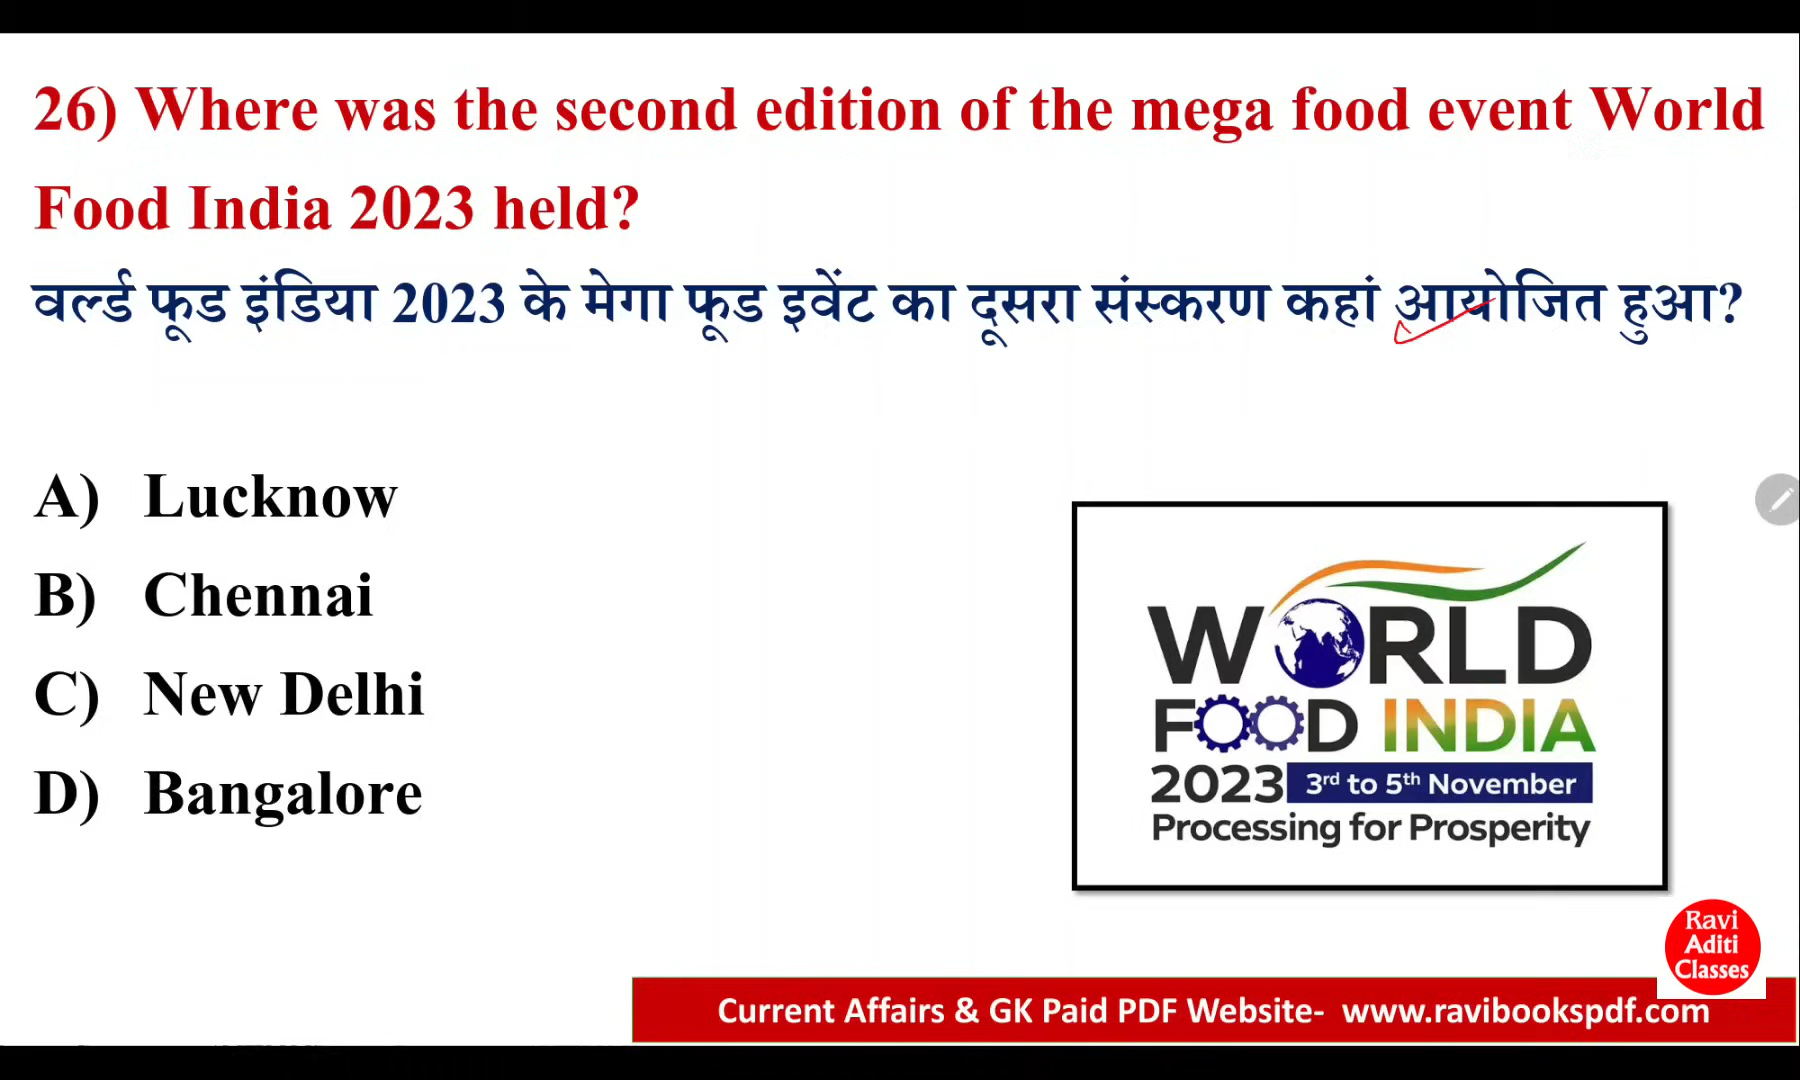 26) Where was the second edition of the mega food event World
Food India 2023 held?
वर्ल्ड फूड इंडिया 2023 के मेगा फूड इवेंट का दूसरा संस्करण कहां आयोजित हुआ?
A) Lucknow
B) Chennai
C) New Delhi
D) Bangalore
WORLD
FOOD INDIA
2023 3rd to 5th November
Processing for Prosperity
Ravi
Aditi
Classes
Current Affairs & GK Paid PDF Website- www.ravibookspdf.com